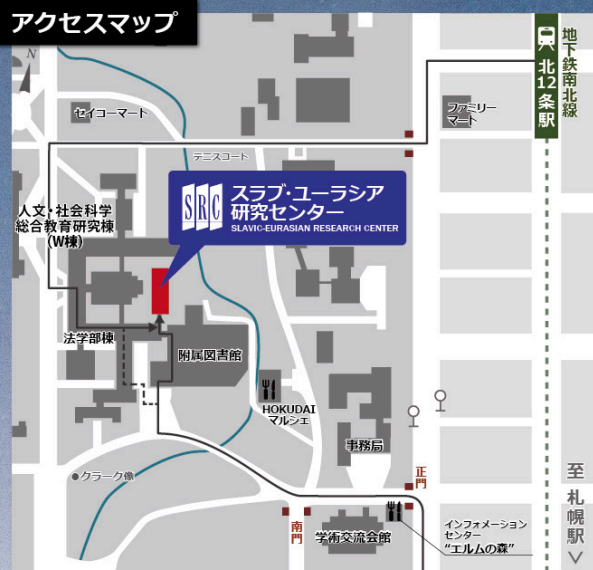 アクセスマップ
N
地下鉄南北線
北12条駅
セイコーマート
ファミリー
マート
テニスコート
SRC
スラブ・ユーラシア
研究センター
SLAVIC-EURASIAN RESEARCH CENTER
人文・社会科学
総合教育研究棟
(W棟)
法学部棟
附属図書館
HOKUDAI
マルシェ
事務局
正門
クラーク像
南門
学術交流会館
インフォメーション
センター
“エルムの森”
至 札幌駅